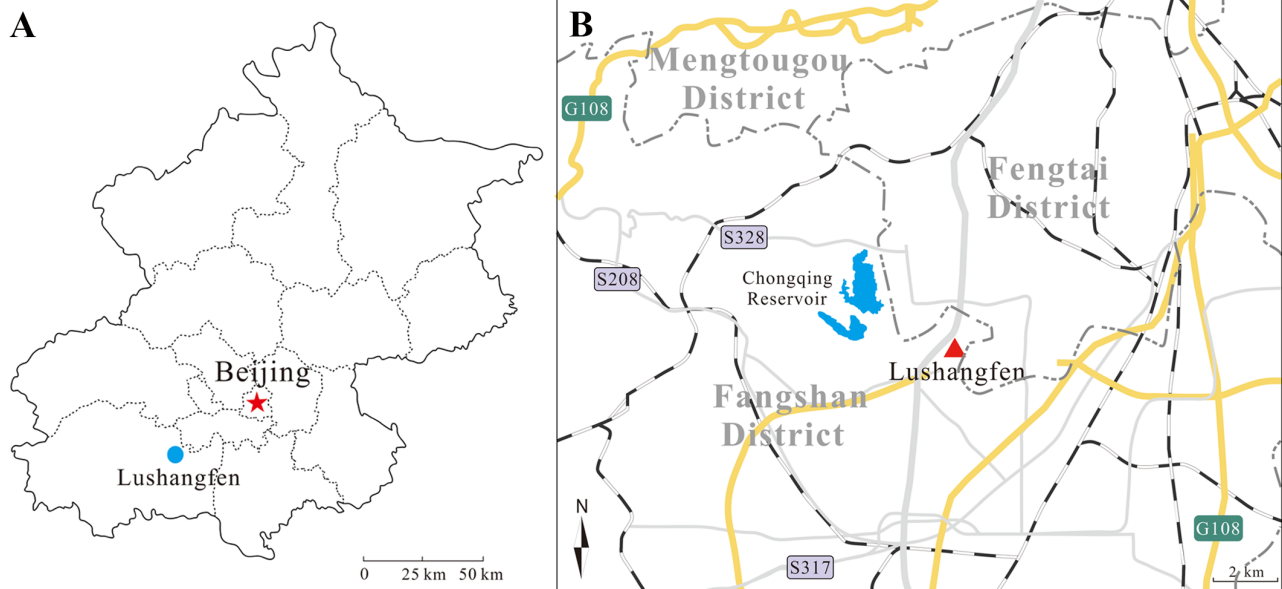 A
Beijing
Lushangfen
0 25 km 50 km
B
Mengtougou
District
G108
Fengtai
District
S328
S208
Chongqing
Reservoir
Lushangfen
Fangshan
District
N
G108
S317
2 km